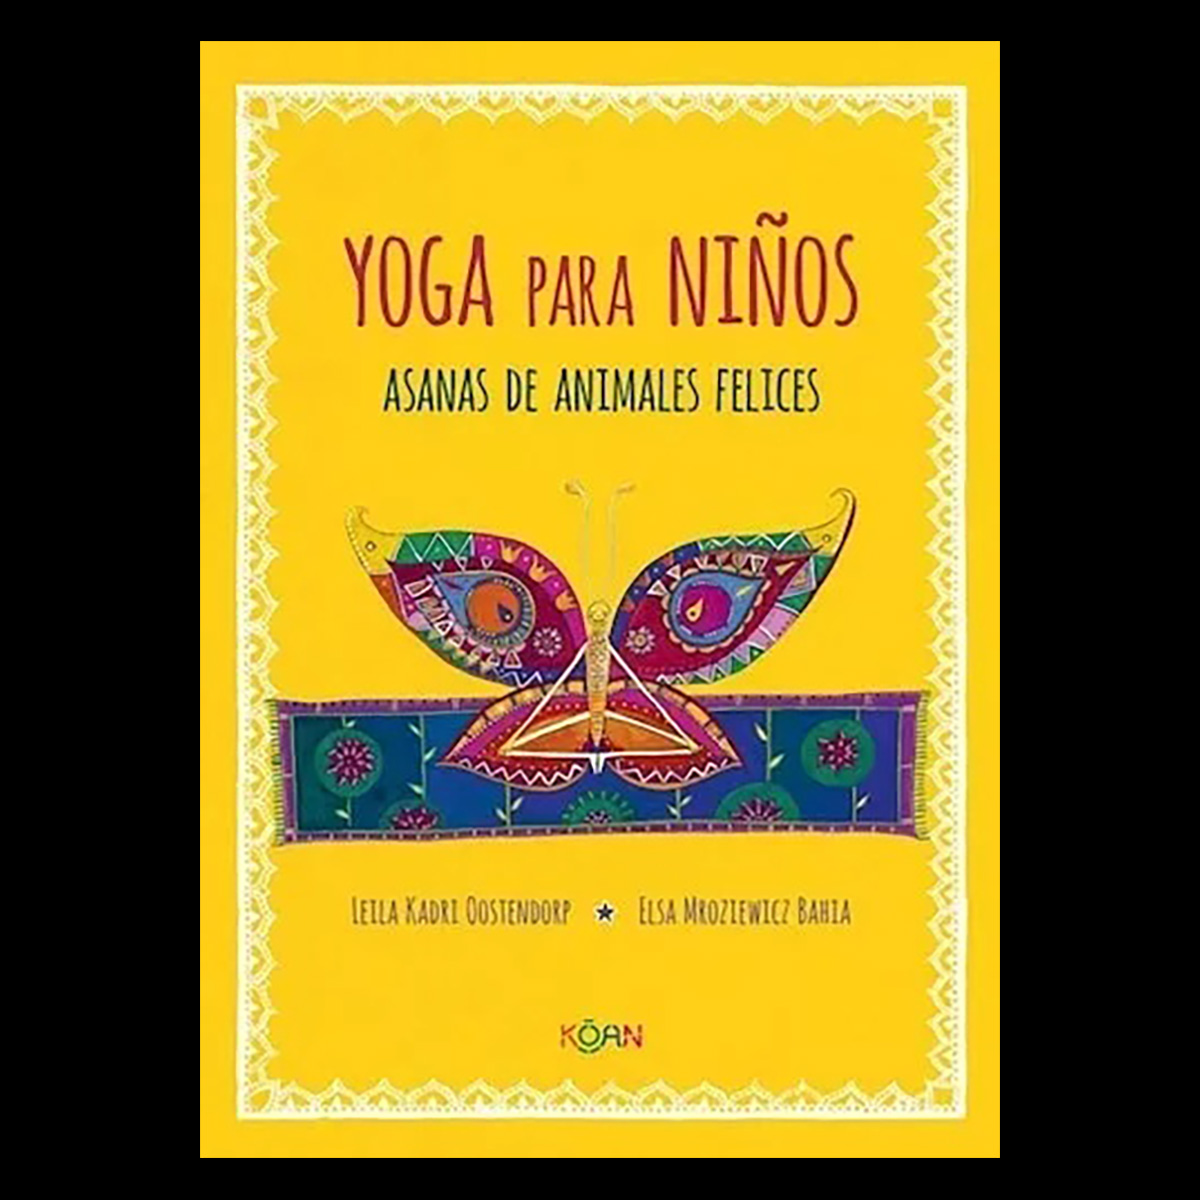 YOGA PARA NIÑOS
ASANAS DE ANIMALES FELICES
LEILA KADRI OOSTENDORP ★ ELSA MROZIEWICZ BAHIA
KŌAN